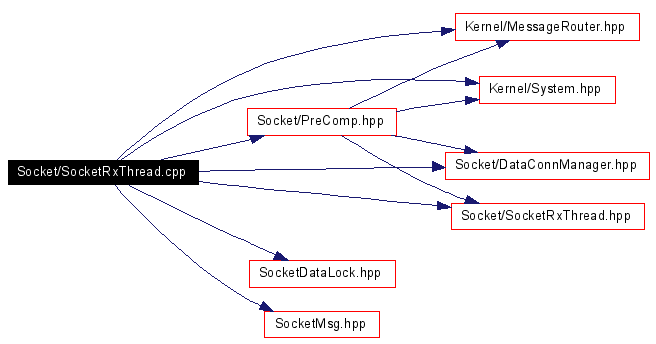 Kernel/MessageRouter.hpp
Kernel/System.hpp
Socket/PreComp.hpp
Socket/SocketRxThread.cpp
Socket/DataConnManager.hpp
Socket/SocketRxThread.hpp
SocketDataLock.hpp
SocketMsg.hpp